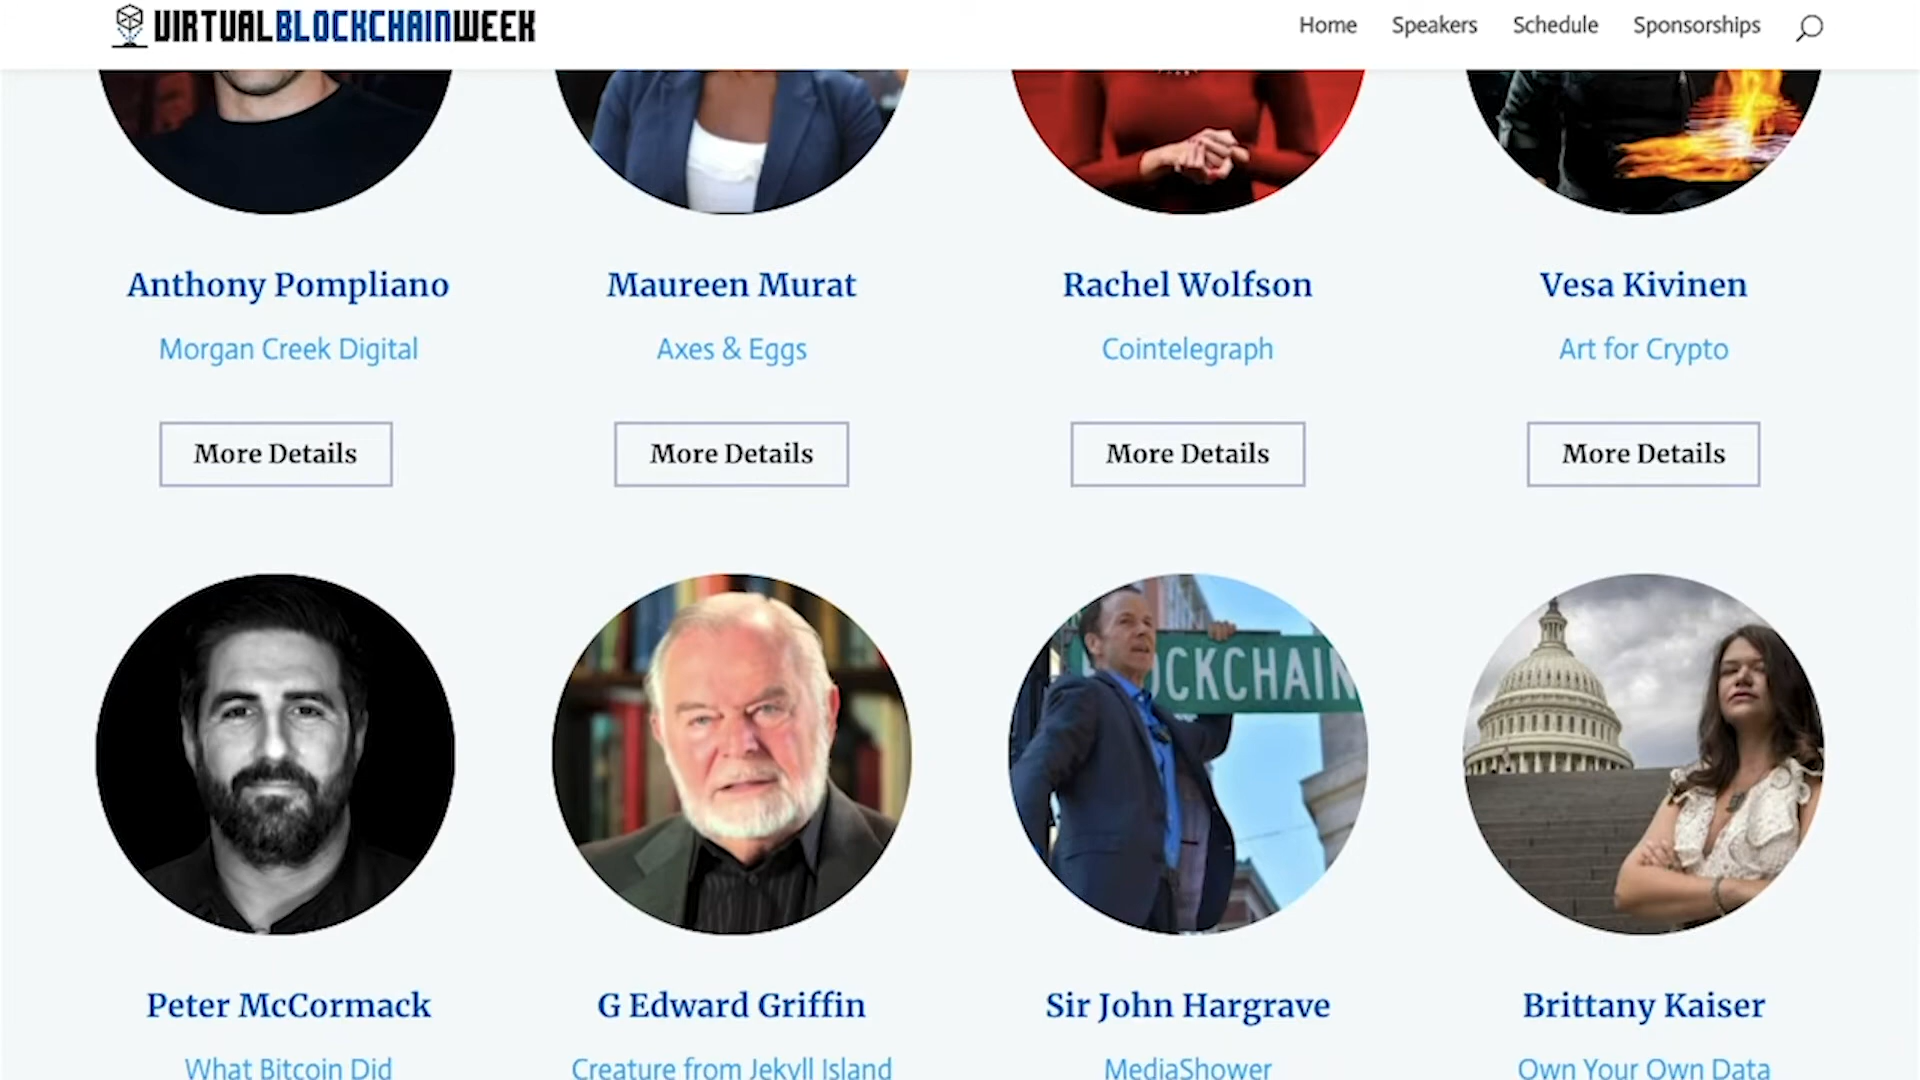 VIRTUALBLOCKCHAINWEEK
Home Speakers Schedule Sponsorships
Anthony Pompliano Maureen Murat Rachel Wolfson Vesa Kivinen
Morgan Creek Digital Axes & Eggs Cointelegraph Art for Crypto
More Details More Details More Details More Details
OCKCHAIN
Peter McCormack G Edward Griffin Sir John Hargrave Brittany Kaiser
What Bitcoin Did Creature from Jekyll Island MediaShower Own Your Own Data